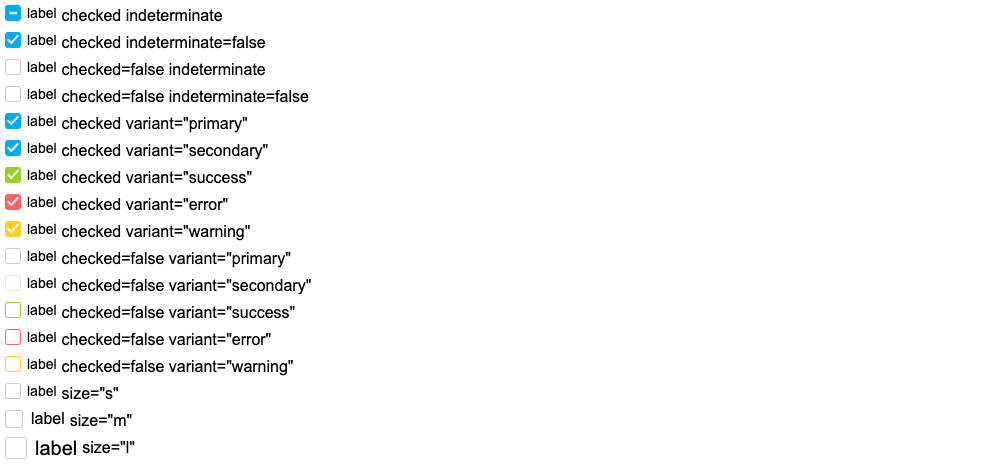 label checked indeterminate
label checked indeterminate=false
label checked=false indeterminate
label checked=false indeterminate=false
label checked variant="primary"
label checked variant="secondary"
label checked variant="success"
label checked variant="error"
label checked variant="warning"
label checked=false variant="primary"
label checked=false variant="secondary"
label checked=false variant="success"
label checked=false variant="error"
label checked=false variant="warning"
label size="s"
label size="m"
label size="l"